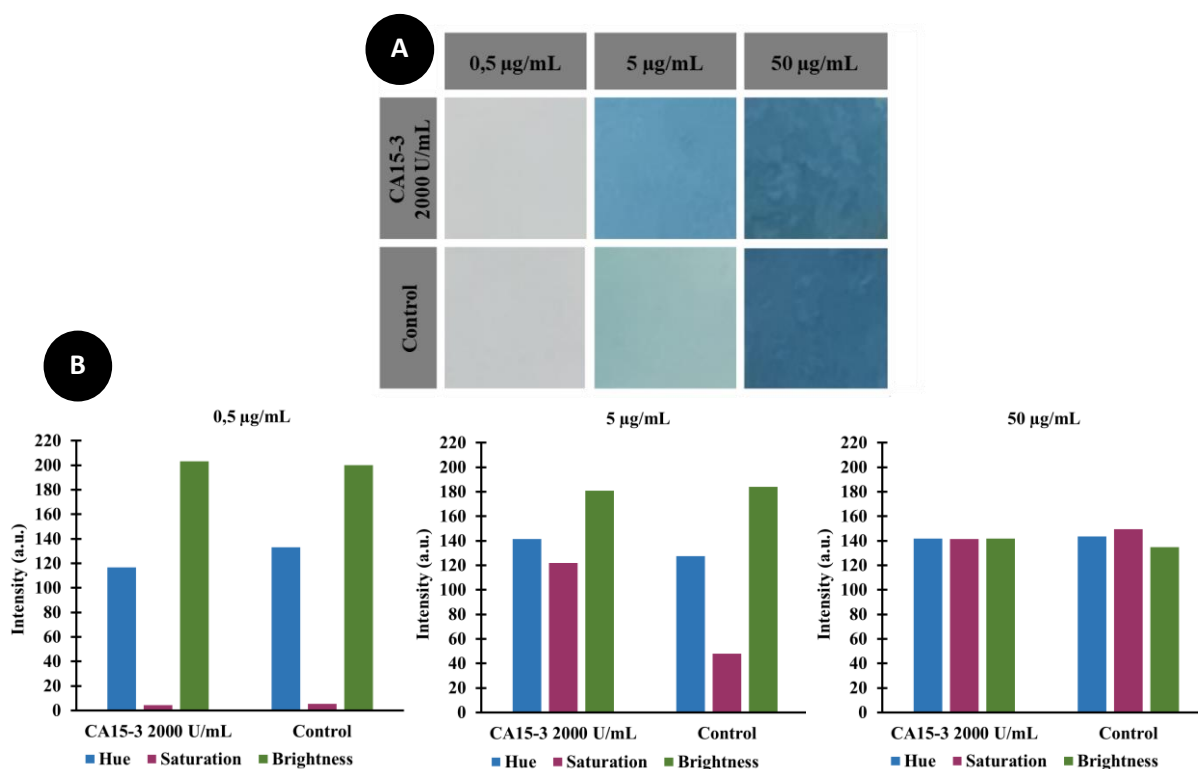 A
0,5 µg/mL
5 µg/mL
50 µg/mL
CA15-3
2000 U/mL
Control
B
0,5 µg/mL
220
200
180
160
140
120
100
80
60
40
20
0
Intensity (a.u.)
CA15-3 2000 U/mL
Control
Hue
Saturation
Brightness
5 µg/mL
220
200
180
160
140
120
100
80
60
40
20
0
Intensity (a.u.)
CA15-3 2000 U/mL
Control
Hue
Saturation
Brightness
50 µg/mL
220
200
180
160
140
120
100
80
60
40
20
0
Intensity (a.u.)
CA15-3 2000 U/mL
Control
Hue
Saturation
Brightness